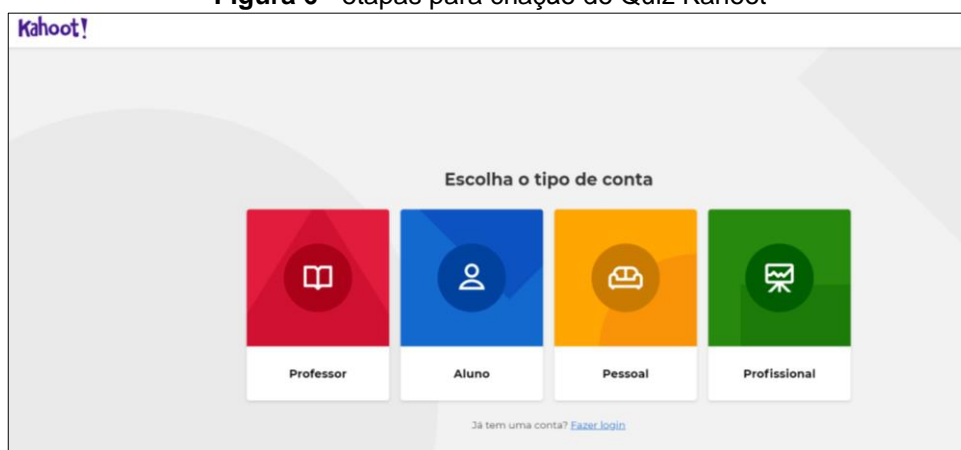 Figura 6 - etapas para criação do Quiz Kahoot
Kahoot!
Escolha o tipo de conta
Professor Aluno Pessoal Profissional
Já tem uma conta? Fazer login